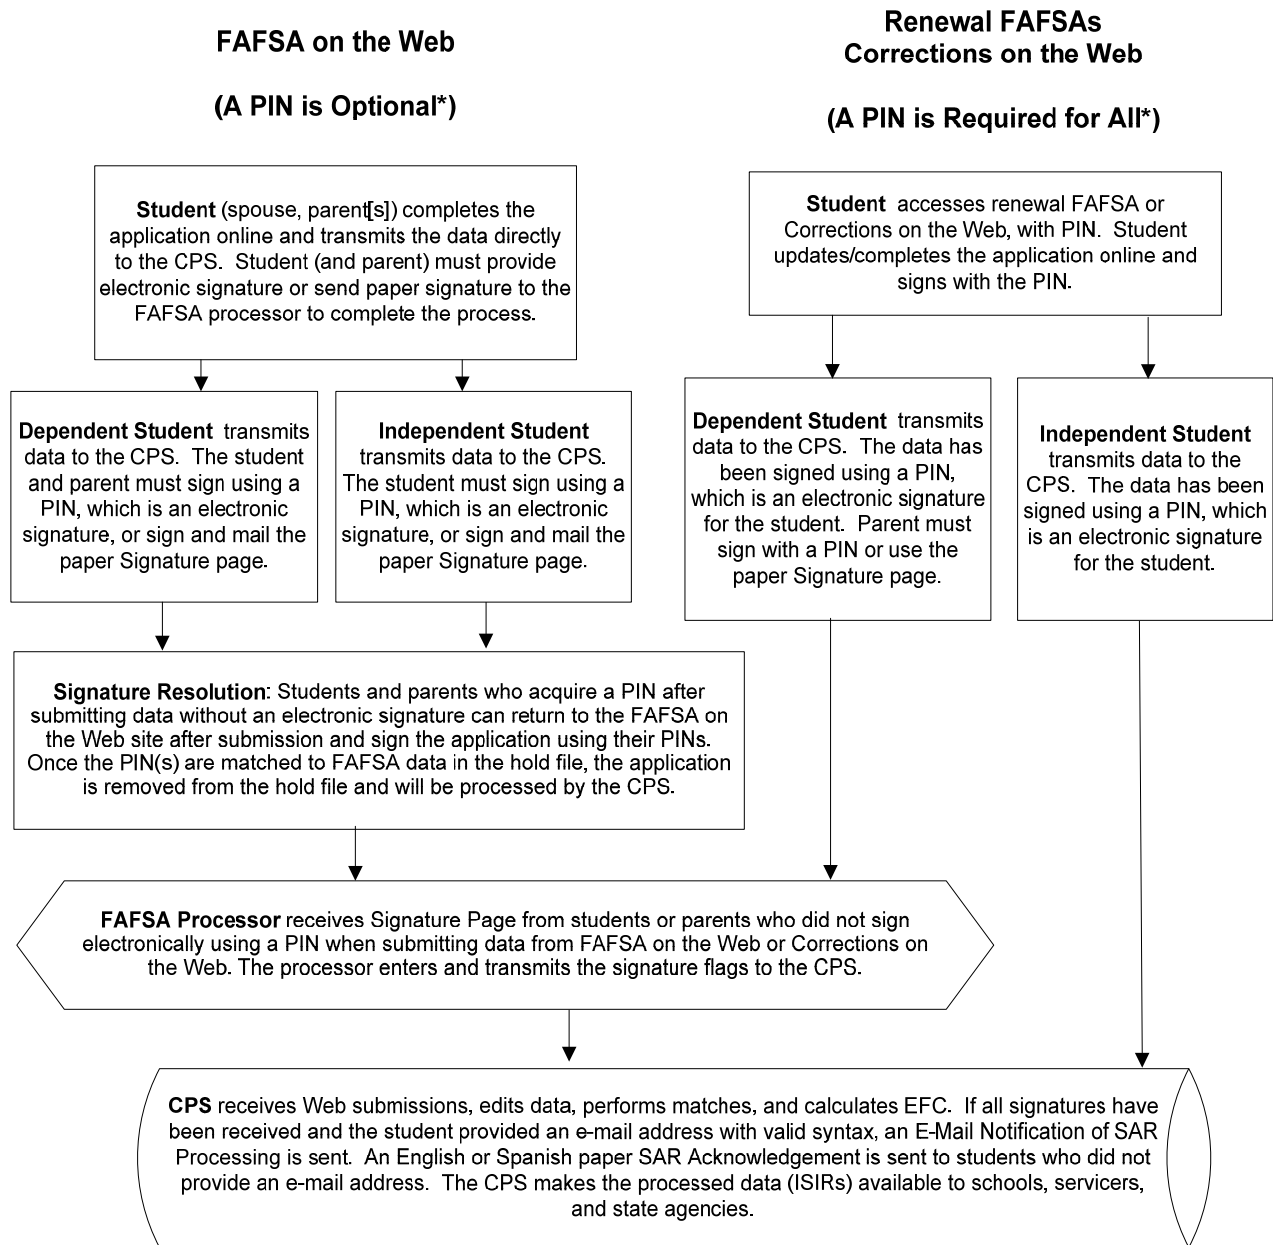 FAFSA on the Web
(A PIN is Optional*)
Renewal FAFSAs
Corrections on the Web
(A PIN is Required for All*)
Student (spouse, parent[s]) completes the
application online and transmits the data directly
to the CPS. Student (and parent) must provide
electronic signature or send paper signature to the
FAFSA processor to complete the process.
Student accesses renewal FAFSA or
Corrections on the Web, with PIN. Student
updates/completes the application online and
signs with the PIN.
Dependent Student transmits
data to the CPS. The student
and parent must sign using a
PIN, which is an electronic
signature, or sign and mail the
paper Signature page.
Independent Student
transmits data to the CPS.
The student must sign using a
PIN, which is an electronic
signature, or sign and mail the
paper Signature page.
Dependent Student transmits
data to the CPS. The data has
been signed using a PIN,
which is an electronic signature
for the student. Parent must
sign with a PIN or use the
paper Signature page.
Independent Student
transmits data to the
CPS. The data has been
signed using a PIN, which
is an electronic signature
for the student.
Signature Resolution: Students and parents who acquire a PIN after
submitting data without an electronic signature can return to the FAFSA on
the Web site after submission and sign the application using their PINs.
Once the PIN(s) are matched to FAFSA data in the hold file, the application
is removed from the hold file and will be processed by the CPS.
FAFSA Processor receives Signature Page from students or parents who did not sign
electronically using a PIN when submitting data from FAFSA on the Web or Corrections on
the Web. The processor enters and transmits the signature flags to the CPS.
CPS receives Web submissions, edits data, performs matches, and calculates EFC. If all signatures have
been received and the student provided an e-mail address with valid syntax, an E-Mail Notification of SAR
Processing is sent. An English or Spanish paper SAR Acknowledgement is sent to students who did not
provide an e-mail address. The CPS makes the processed data (ISIRs) available to schools, servicers,
and state agencies.